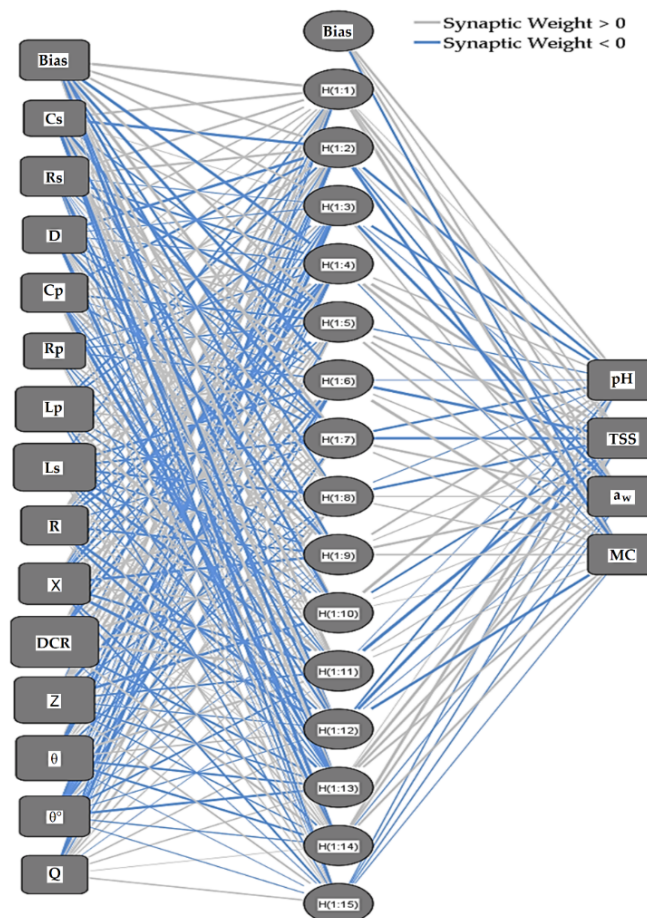 Synaptic Weight > 0
Synaptic Weight < 0
Bias
Cs
Rs
D
Cp
Rp
Lp
Ls
R
X
DCR
Z
θ
θ°
Q
Bias
H(1:1)
H(1:2)
H(1:3)
H(1:4)
H(1:5)
H(1:6)
H(1:7)
H(1:8)
H(1:9)
H(1:10)
H(1:11)
H(1:12)
H(1:13)
H(1:14)
H(1:15)
pH
TSS
aw
MC